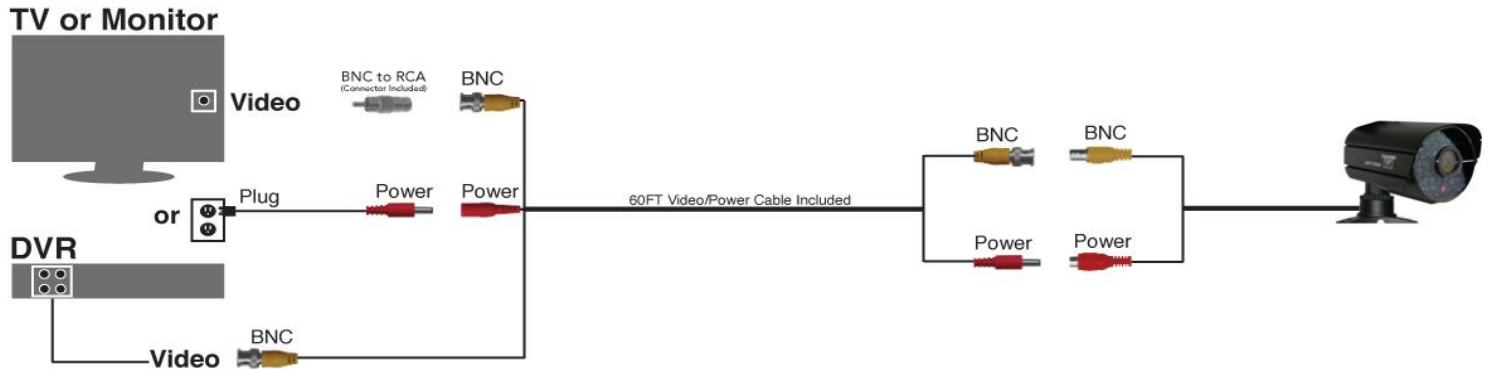 TV or Monitor
Video
BNC to RCA
(Connector Included)
BNC
BNC
BNC
Plug
Power
Power
60FT Video/Power Cable Included
or
Power
Power
DVR
BNC
Video